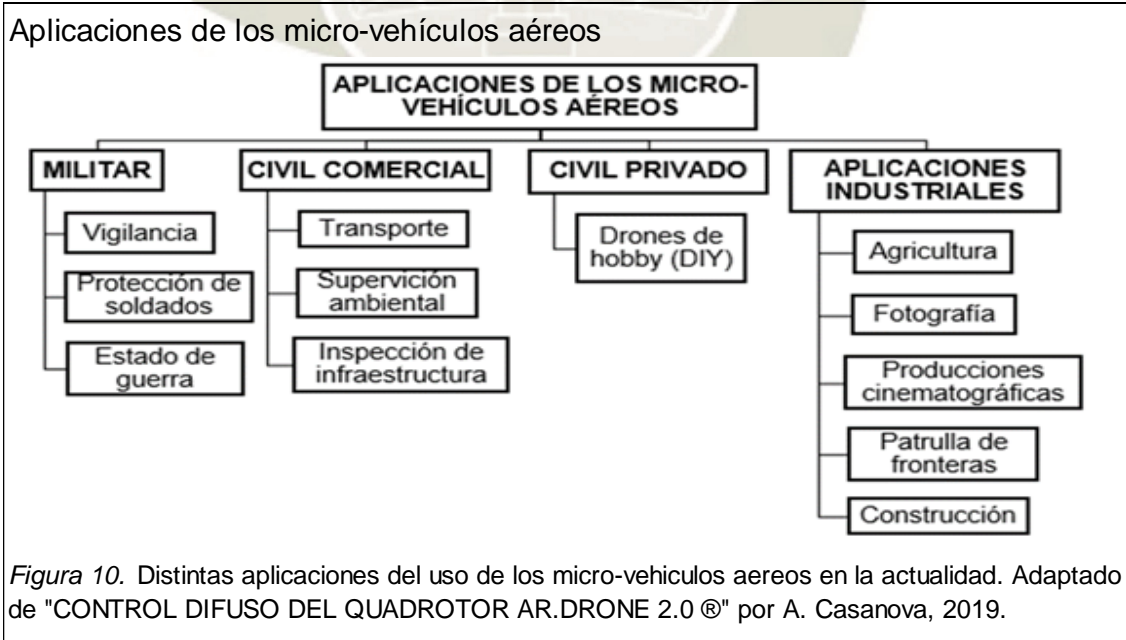 Aplicaciones de los micro-vehículos aéreos
APLICACIONES DE LOS MICRO-
VEHÍCULOS AÉREOS
MILITAR
Vigilancia
Protección de
soldados
Estado de
guerra
CIVIL COMERCIAL
Transporte
Supervición
ambiental
Inspección de
infraestructura
CIVIL PRIVADO
Drones de
hobby (DIY)
APLICACIONES
INDUSTRIALES
Agricultura
Fotografía
Producciones
cinematográficas
Patrulla de
fronteras
Construcción
Figura 10. Distintas aplicaciones del uso de los micro-vehiculos aereos en la actualidad. Adaptado
de "CONTROL DIFUSO DEL QUADROTOR AR.DRONE 2.0 ®" por A. Casanova, 2019.